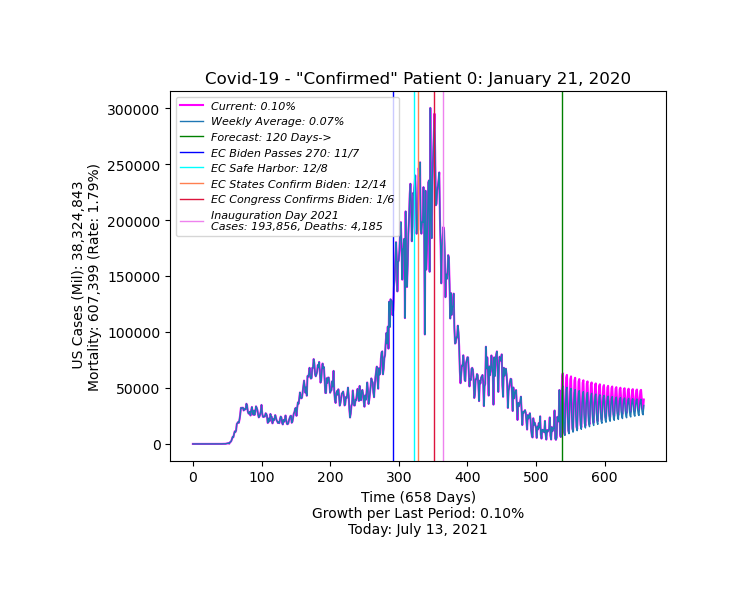 Covid-19 - "Confirmed" Patient 0: January 21, 2020
Current: 0.10%
Weekly Average: 0.07%
Forecast: 120 Days->
EC Biden Passes 270: 11/7
EC Safe Harbor: 12/8
EC States Confirm Biden: 12/14
EC Congress Confirms Biden: 1/6
Inauguration Day 2021
Cases: 193,856, Deaths: 4,185
300000
250000
200000
150000
100000
50000
0
US Cases (Mil): 38,324,843
Mortality: 607,399 (Rate: 1.79%)
0 100 200 300 400 500 600
Time (658 Days)
Growth per Last Period: 0.10%
Today: July 13, 2021